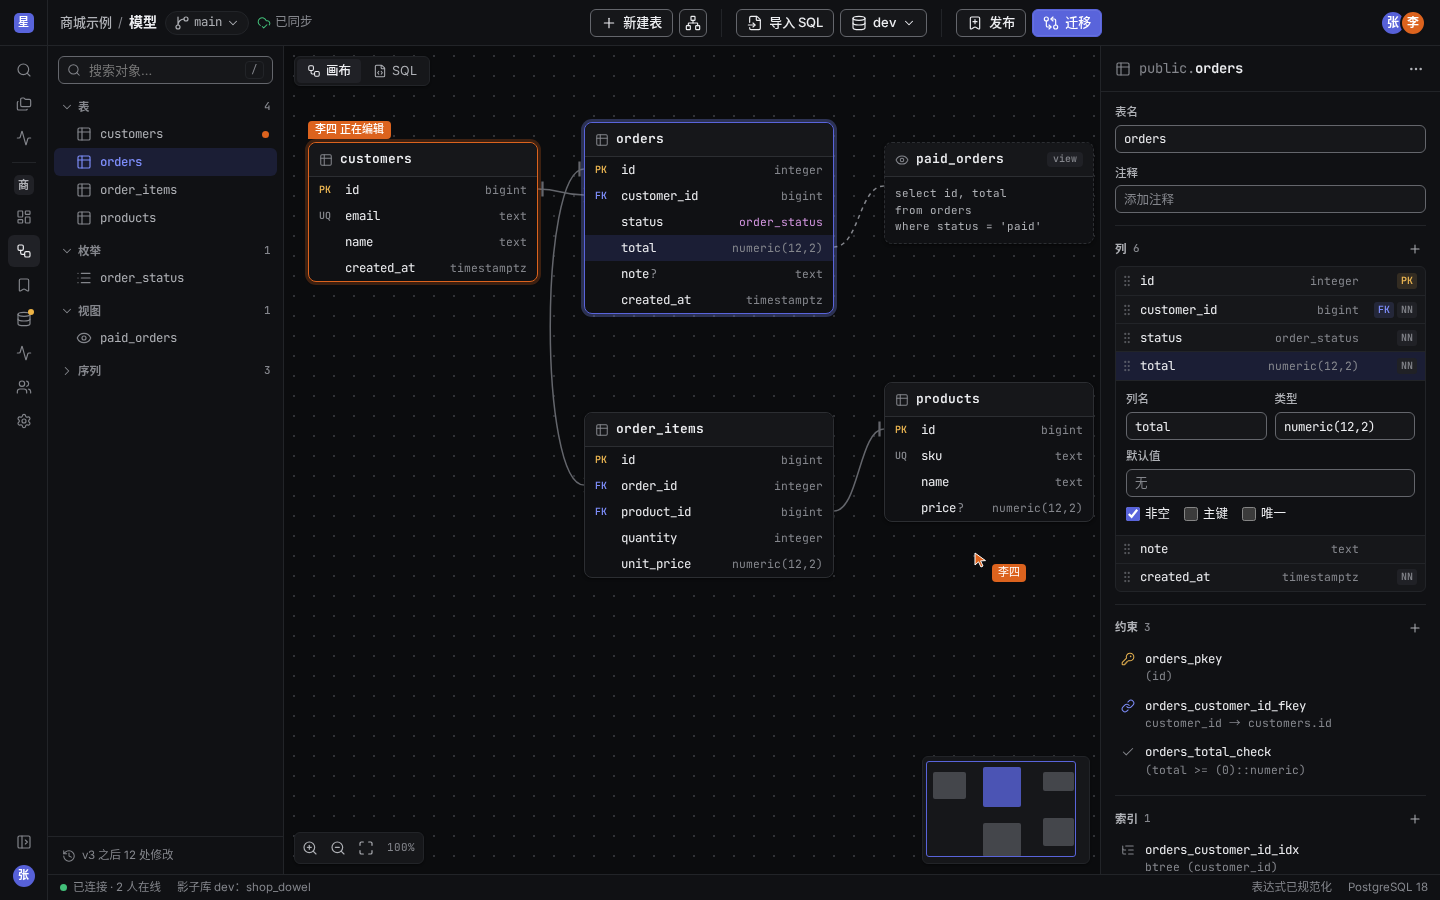 星
商城示例 / 模型
main
已同步
新建表
导入 SQL
dev
发布
迁移
张
李
搜索对象...
/
表
4
customers
orders
order_items
products
枚举
1
order_status
视图
1
paid_orders
序列
3
v3 之后 12 处修改
商
张
画布
SQL
李四 正在编辑
customers
PK id bigint
UQ email text
name text
created_at timestamptz
orders
PK id integer
FK customer_id bigint
status order_status
total numeric(12,2)
note? text
created_at timestamptz
paid_orders
view
select id, total
from orders
where status = 'paid'
order_items
PK id bigint
FK order_id integer
FK product_id bigint
quantity integer
unit_price numeric(12,2)
products
PK id bigint
UQ sku text
name text
price? numeric(12,2)
李四
100%
public.orders
表名
orders
注释
添加注释
列 6
id integer PK
customer_id bigint FK NN
status order_status NN
total numeric(12,2) NN
列名
类型
total
numeric(12,2)
默认值
无
非空
主键
唯一
note text
created_at timestamptz NN
约束 3
orders_pkey
(id)
orders_customer_id_fkey
customer_id → customers.id
orders_total_check
(total >= (0)::numeric)
索引 1
orders_customer_id_idx
btree (customer_id)
已连接 · 2 人在线
影子库 dev：shop_dowel
表达式已规范化
PostgreSQL 18